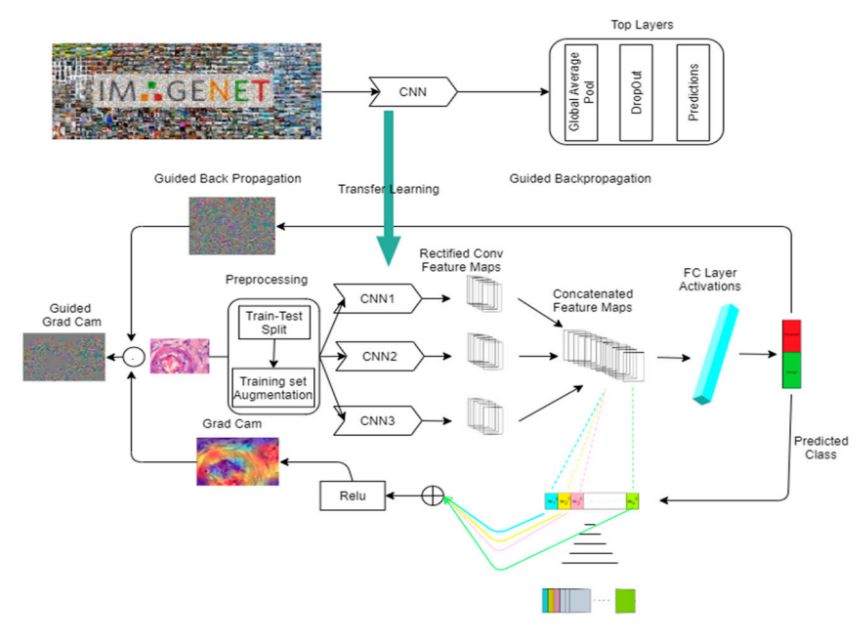 Top Layers
IMAGENET
CNN
Global Average
Pool
DropOut
Predictions
Guided Back Propagation
Transfer Learning
Guided Backpropagation
Rectified Conv
Feature Maps
Preprocessing
FC Layer
Activations
Guided
Grad Cam
Train-Test
Split
Training set
Augmentation
CNN1
CNN2
CNN3
Concatenated
Feature Maps
Grad Cam
Predicted
Class
Relu